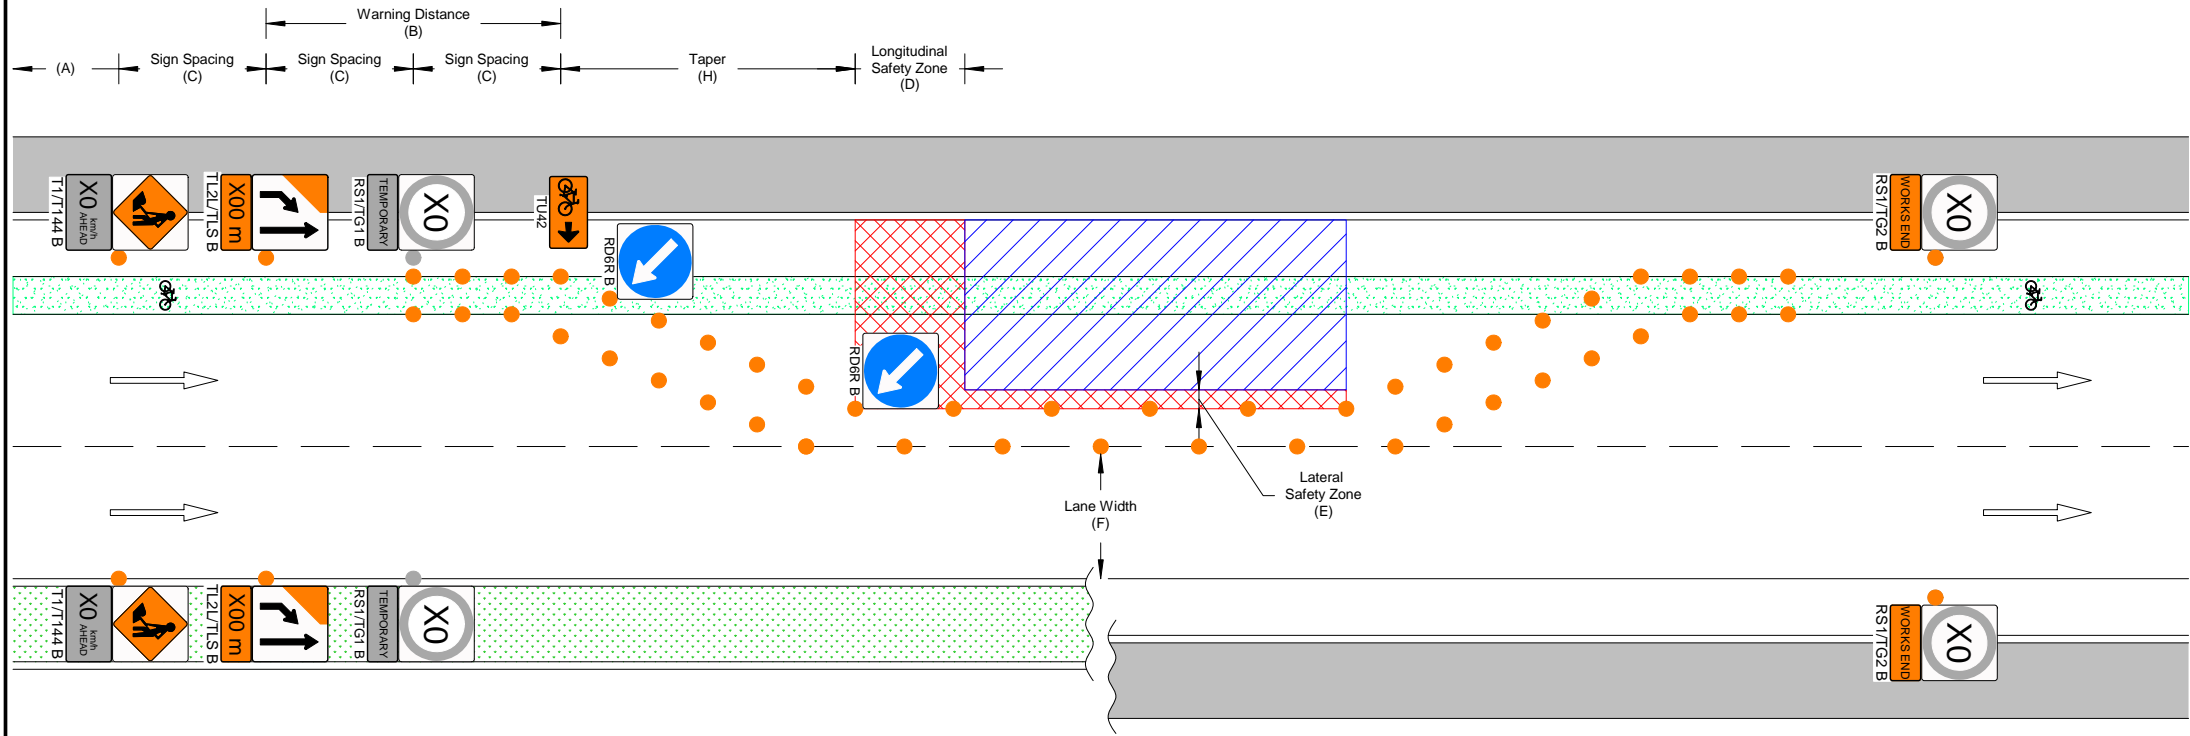 Warning Distance
(B)
(A)
Sign Spacing
(C)
Sign Spacing
(C)
Sign Spacing
(C)
Taper
(H)
Longitudinal
Safety Zone
(D)
T1/T144 B
X0 km/h
AHEAD
TL2L/TLS B
X00 m
RS1/TG1 B
TEMPORARY
X0
TU42
RD6R B
RD6R B
RS1/TG2 B
WORKS END
X0
Lateral
Safety Zone
(E)
Lane Width
(F)
T1/T144 B
X0 km/h
AHEAD
TL2L/TLS B
X00 m
RS1/TG1 B
TEMPORARY
X0
RS1/TG2 B
WORKS END
X0